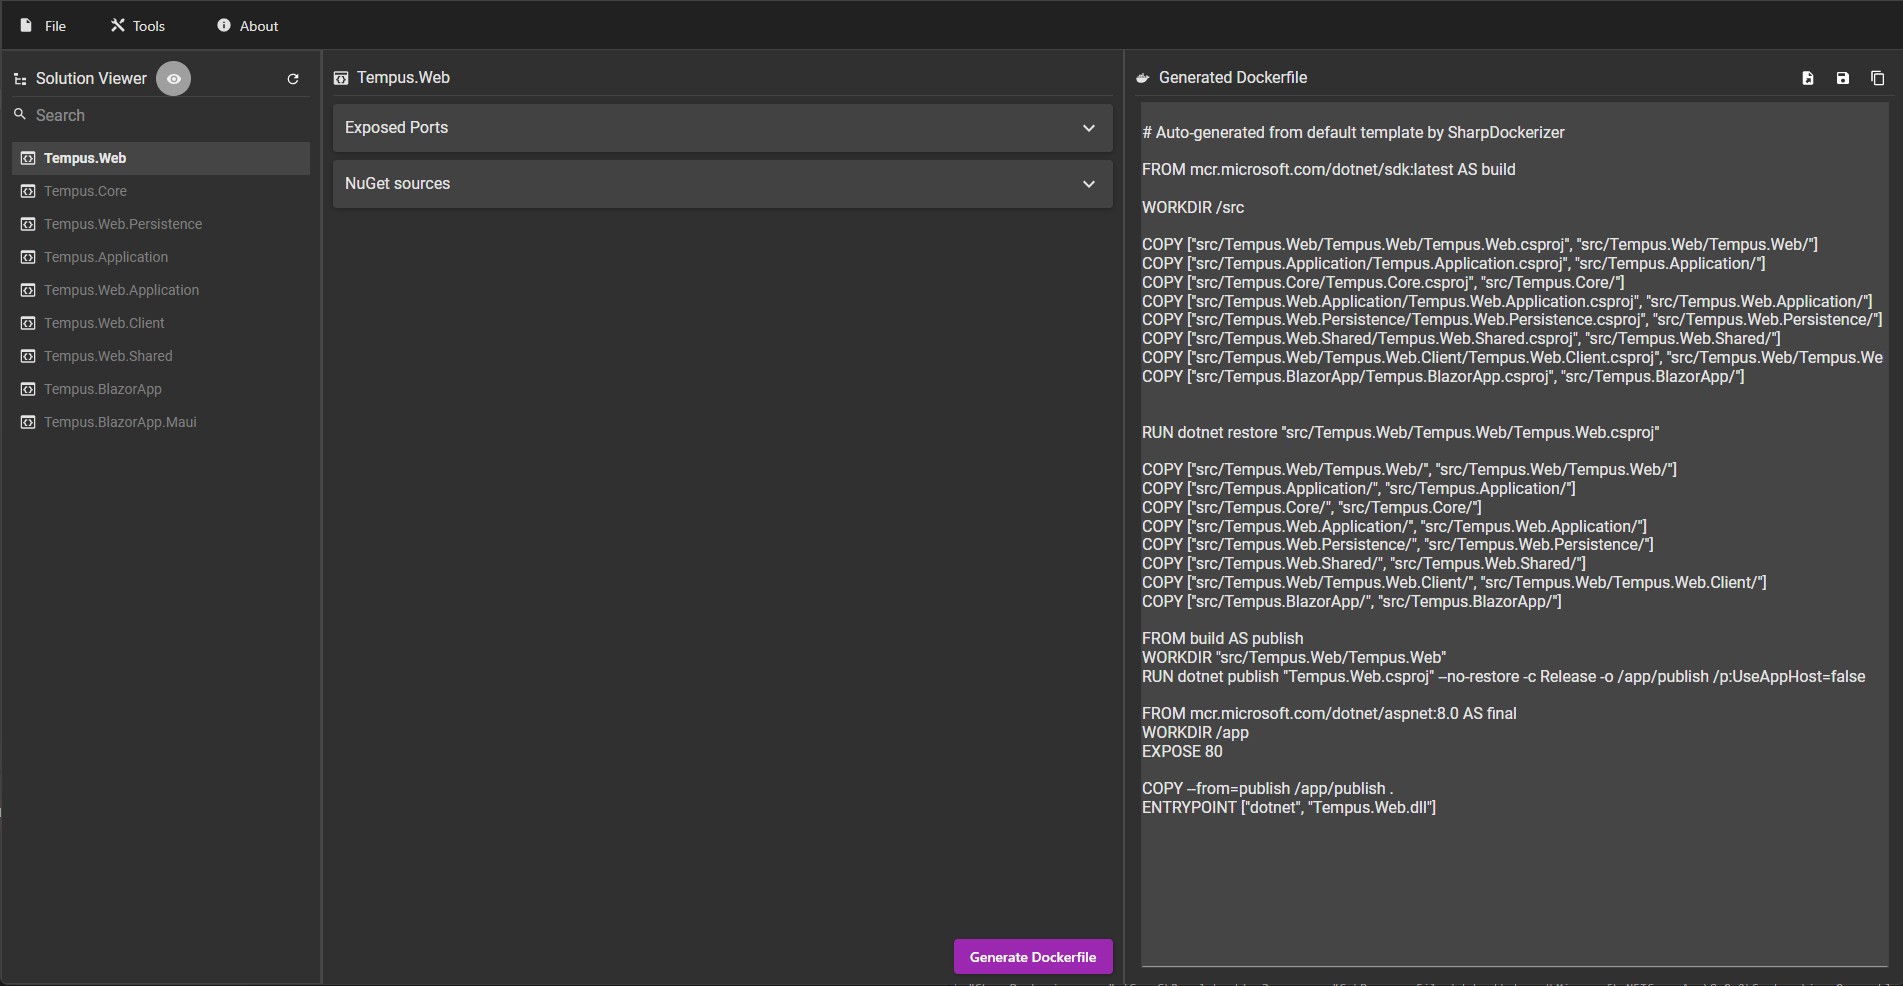 File
Tools
About
Solution Viewer
Search
Tempus.Web
Tempus.Core
Tempus.Web.Persistence
Tempus.Application
Tempus.Web.Application
Tempus.Web.Client
Tempus.Web.Shared
Tempus.BlazorApp
Tempus.BlazorApp.Maui
Tempus.Web
Exposed Ports
NuGet sources
Generate Dockerfile
Generated Dockerfile
# Auto-generated from default template by SharpDockerizer
FROM mcr.microsoft.com/dotnet/sdk:latest AS build
WORKDIR /src
COPY ["src/Tempus.Web/Tempus.Web/Tempus.Web.csproj", "src/Tempus.Web/Tempus.Web/"]
COPY ["src/Tempus.Application/Tempus.Application.csproj", "src/Tempus.Application/"]
COPY ["src/Tempus.Core/Tempus.Core.csproj", "src/Tempus.Core/"]
COPY ["src/Tempus.Web.Application/Tempus.Web.Application.csproj", "src/Tempus.Web.Application/"]
COPY ["src/Tempus.Web.Persistence/Tempus.Web.Persistence.csproj", "src/Tempus.Web.Persistence/"]
COPY ["src/Tempus.Web.Shared/Tempus.Web.Shared.csproj", "src/Tempus.Web.Shared/"]
COPY ["src/Tempus.Web/Tempus.Web.Client/Tempus.Web.Client.csproj", "src/Tempus.Web/Tempus.We
COPY ["src/Tempus.BlazorApp/Tempus.BlazorApp.csproj", "src/Tempus.BlazorApp/"]
RUN dotnet restore "src/Tempus.Web/Tempus.Web/Tempus.Web.csproj"
COPY ["src/Tempus.Web/Tempus.Web/", "src/Tempus.Web/Tempus.Web/"]
COPY ["src/Tempus.Application/", "src/Tempus.Application/"]
COPY ["src/Tempus.Core/", "src/Tempus.Core/"]
COPY ["src/Tempus.Web.Application/", "src/Tempus.Web.Application/"]
COPY ["src/Tempus.Web.Persistence/", "src/Tempus.Web.Persistence/"]
COPY ["src/Tempus.Web.Shared/", "src/Tempus.Web.Shared/"]
COPY ["src/Tempus.Web/Tempus.Web.Client/", "src/Tempus.Web/Tempus.Web.Client/"]
COPY ["src/Tempus.BlazorApp/", "src/Tempus.BlazorApp/"]
FROM build AS publish
WORKDIR "src/Tempus.Web/Tempus.Web"
RUN dotnet publish "Tempus.Web.csproj" --no-restore -c Release -o /app/publish /p:UseAppHost=false
FROM mcr.microsoft.com/dotnet/aspnet:8.0 AS final
WORKDIR /app
EXPOSE 80
COPY --from=publish /app/publish .
ENTRYPOINT ["dotnet", "Tempus.Web.dll"]